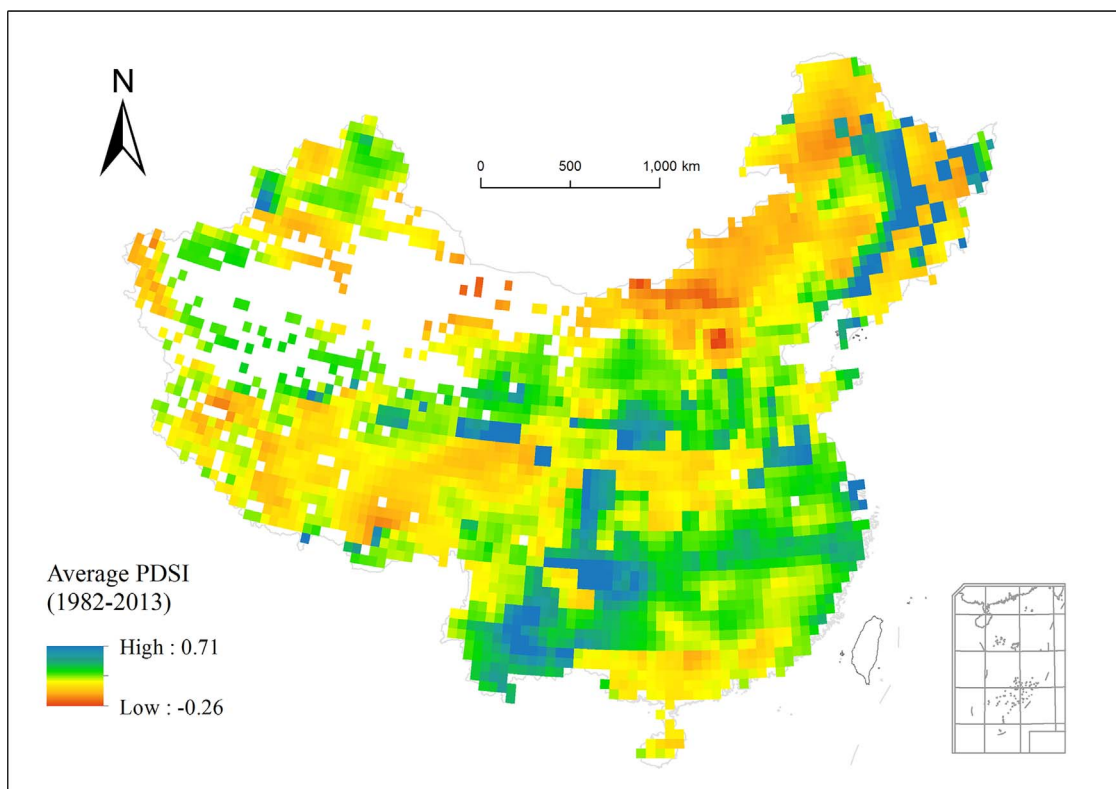 N
0 500 1,000 km
Average PDSI
(1982-2013)
High : 0.71
Low : -0.26